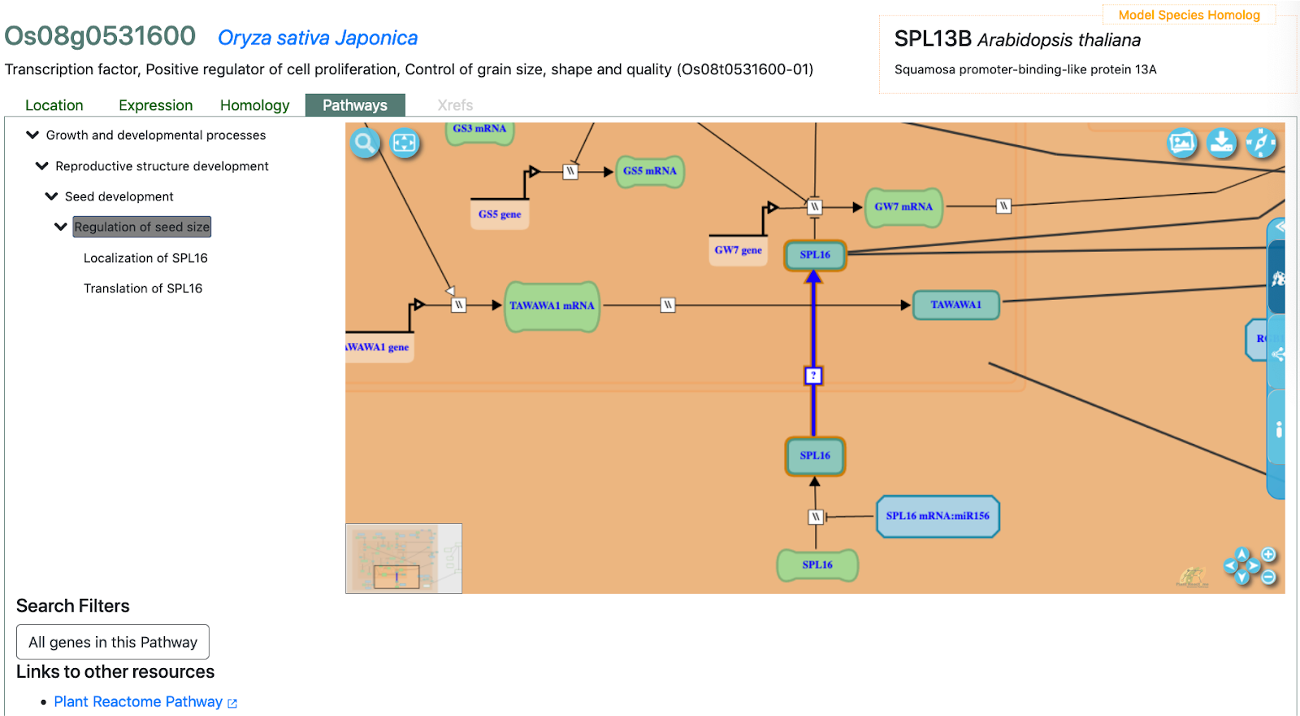 Model Species Homolog
Os08g0531600 Oryza sativa Japonica
SPL13B Arabidopsis thaliana
Transcription factor, Positive regulator of cell proliferation, Control of grain size, shape and quality (Os08t0531600-01)
Squamosa promoter-binding-like protein 13A
Location Expression Homology Pathways Xrefs
Growth and developmental processes
Reproductive structure development
Seed development
Regulation of seed size
Localization of SPL16
Translation of SPL16
GS3 mRNA
GS5 mRNA
GS5 gene
GW7 mRNA
GW7 gene
SPL16
TAWAWA1 mRNA
TAWAWA1
WAWA1 gene
?
SPL16
SPL16 mRNA:miR156
SPL16
Search Filters
All genes in this Pathway
Links to other resources
• Plant Reactome Pathway